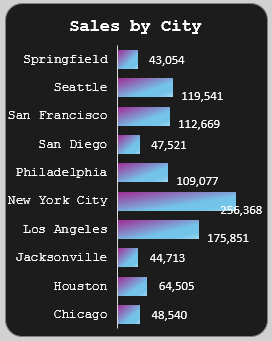 Sales by City
Springfield 43,054
Seattle 119,541
San Francisco 112,669
San Diego 47,521
Philadelphia 109,077
New York City 256,368
Los Angeles 175,851
Jacksonville 44,713
Houston 64,505
Chicago 48,540